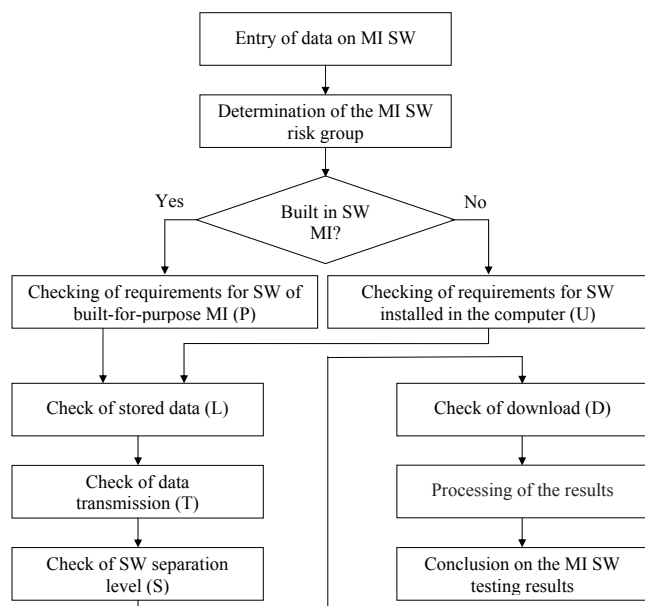 Entry of data on MI SW
Determination of the MI SW
risk group
Yes
No
Built in SW
MI?
Checking of requirements for SW of
built-for-purpose MI (P)
Checking of requirements for SW
installed in the computer (U)
Check of stored data (L)
Check of data
transmission (T)
Check of SW separation
level (S)
Check of download (D)
Processing of the results
Conclusion on the MI SW
testing results